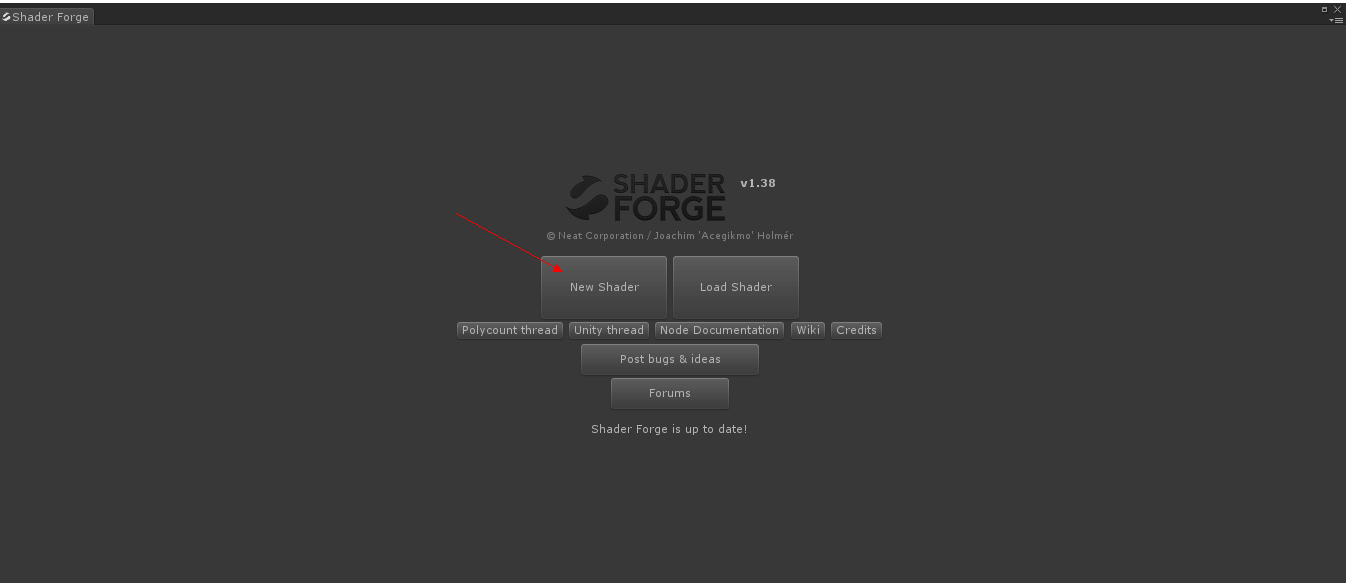 Shader Forge
SHADER
FORGE
v1.38
© Neat Corporation / Joachim 'Acegikmo' Holmér
New Shader
Load Shader
Polycount thread
Unity thread
Node Documentation
Wiki
Credits
Post bugs & ideas
Forums
Shader Forge is up to date!